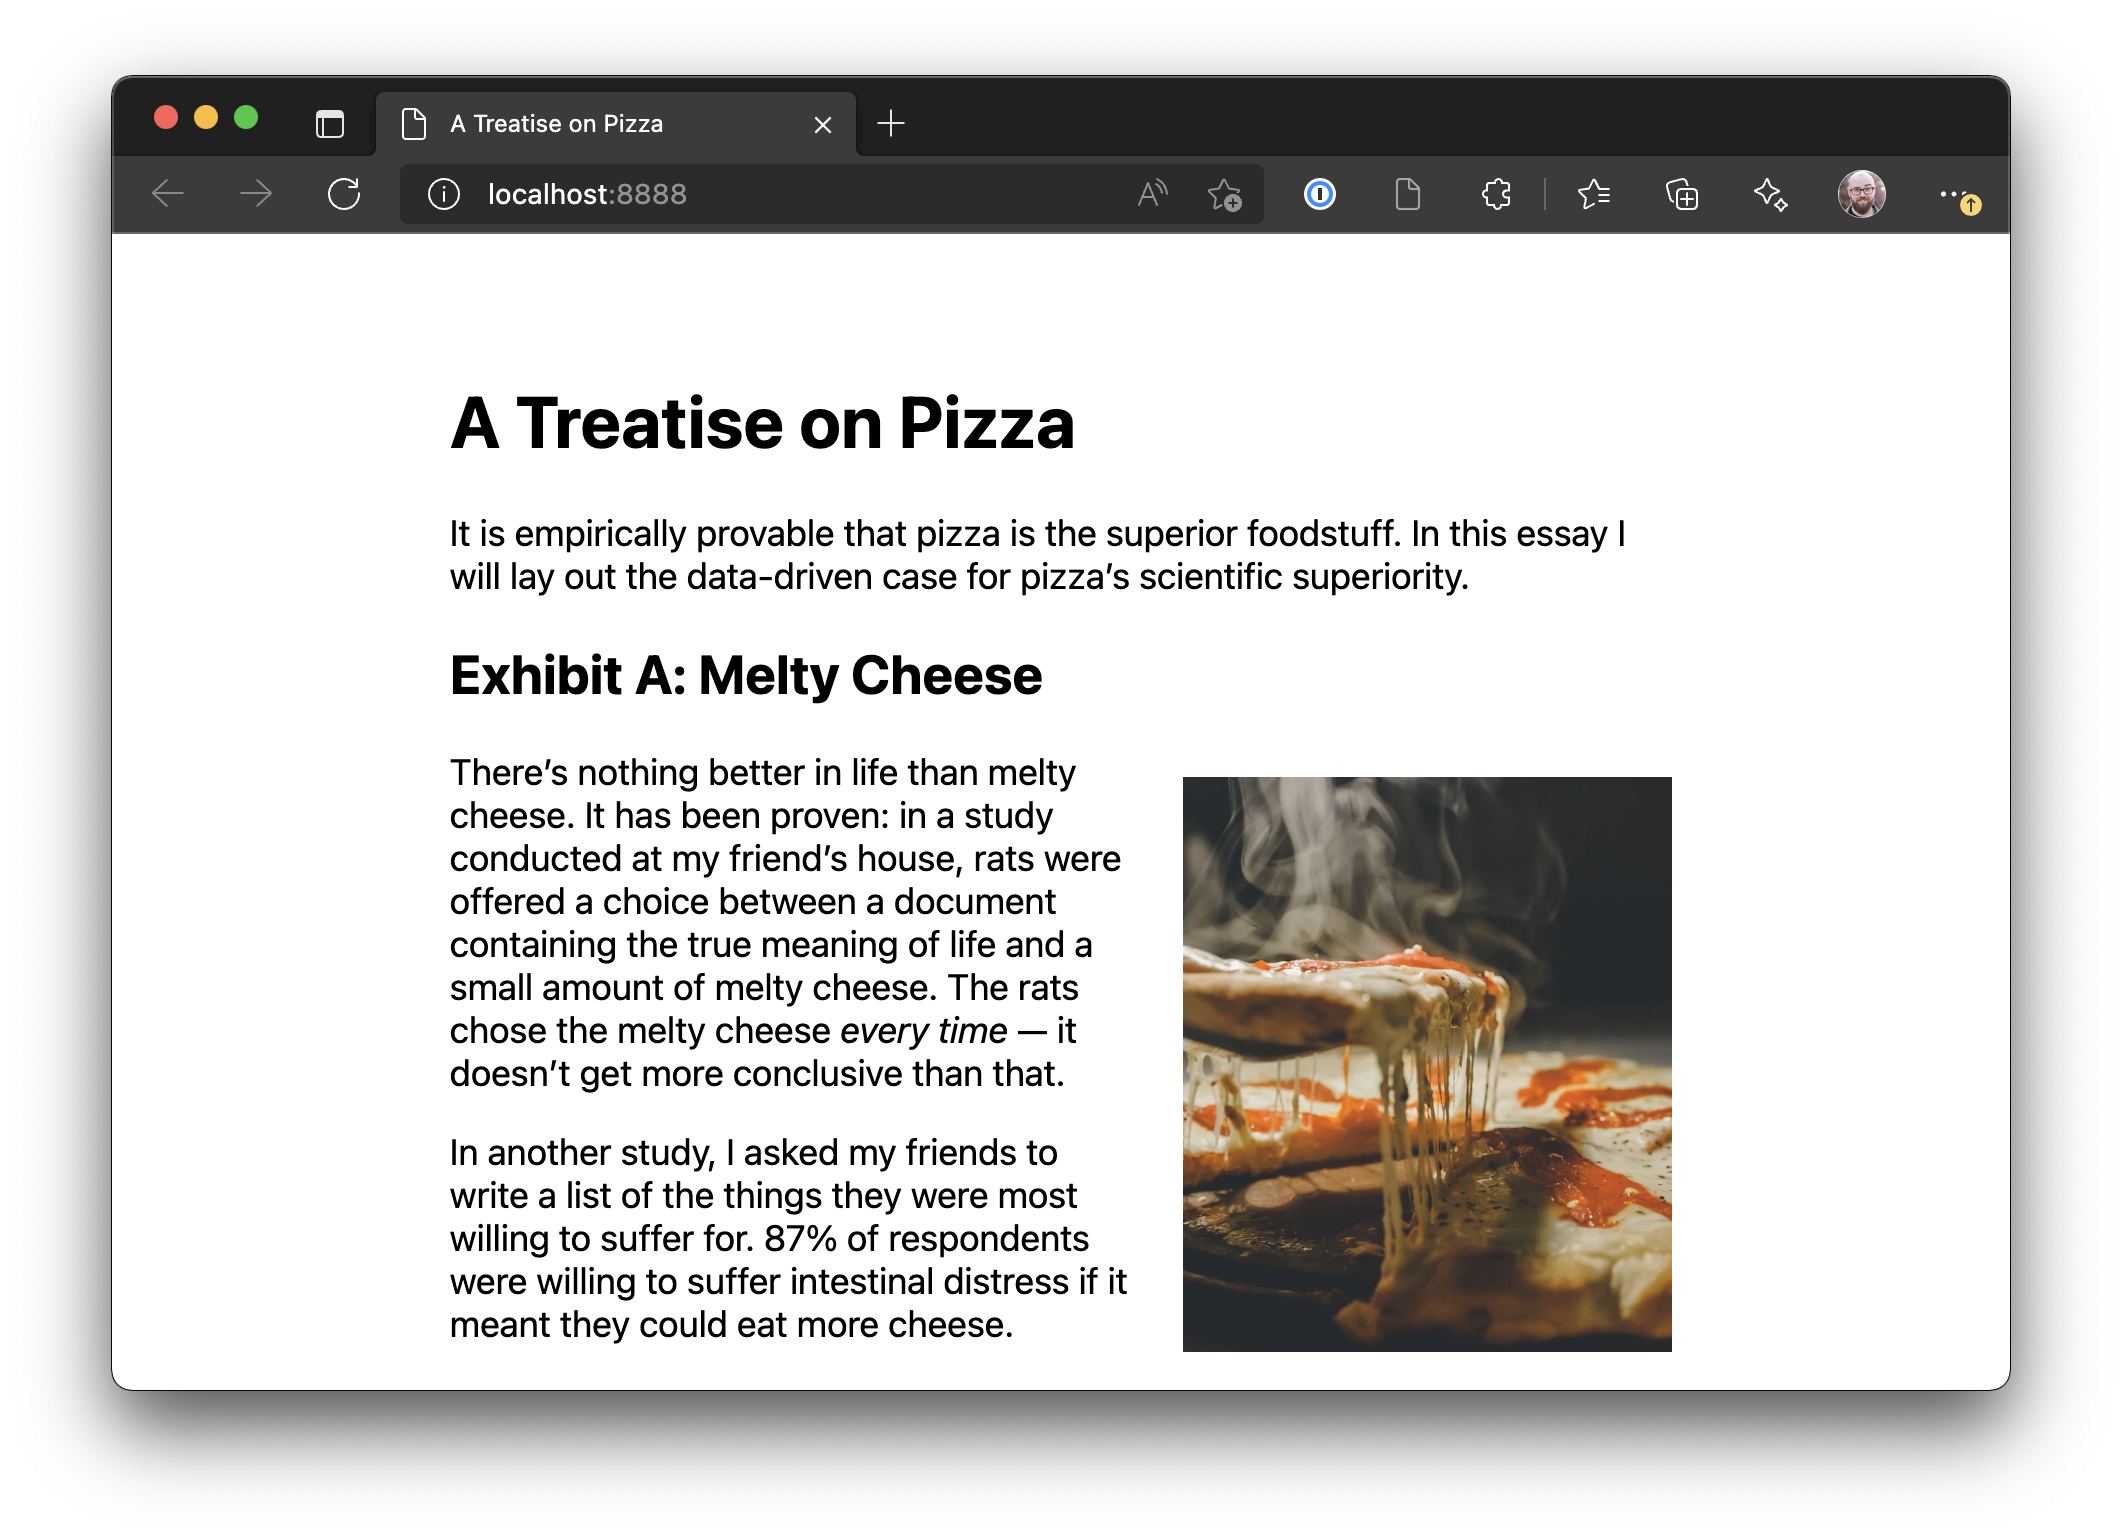 A Treatise on Pizza
localhost:8888
A Treatise on Pizza
It is empirically provable that pizza is the superior foodstuff. In this essay I
will lay out the data-driven case for pizza’s scientific superiority.
Exhibit A: Melty Cheese
There’s nothing better in life than melty
cheese. It has been proven: in a study
conducted at my friend’s house, rats were
offered a choice between a document
containing the true meaning of life and a
small amount of melty cheese. The rats
chose the melty cheese every time — it
doesn’t get more conclusive than that.
In another study, I asked my friends to
write a list of the things they were most
willing to suffer for. 87% of respondents
were willing to suffer intestinal distress if it
meant they could eat more cheese.